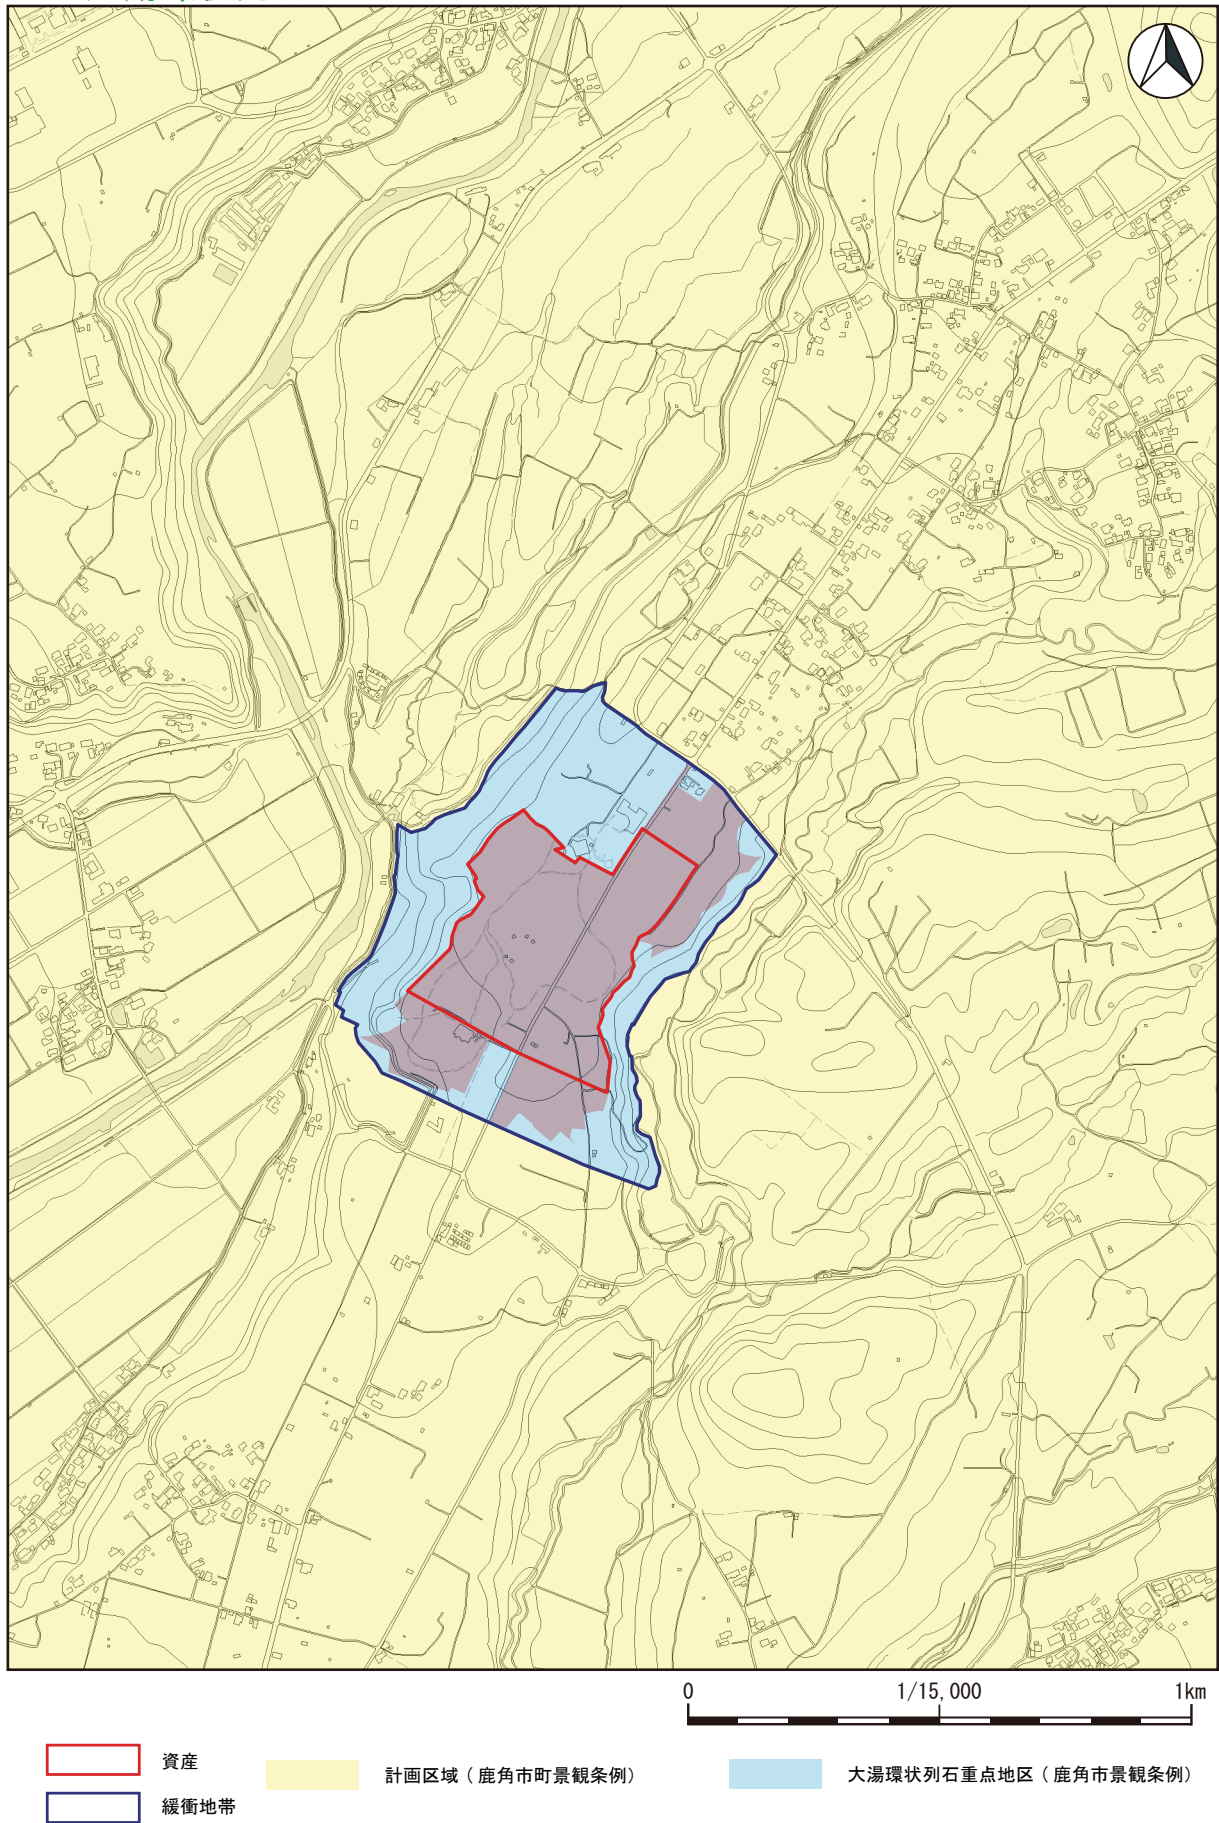 0 1/15,000 1km
資産
計画区域（鹿角市町景観条例）
大湯環状列石重点地区（鹿角市景観条例）
緩衝地帯